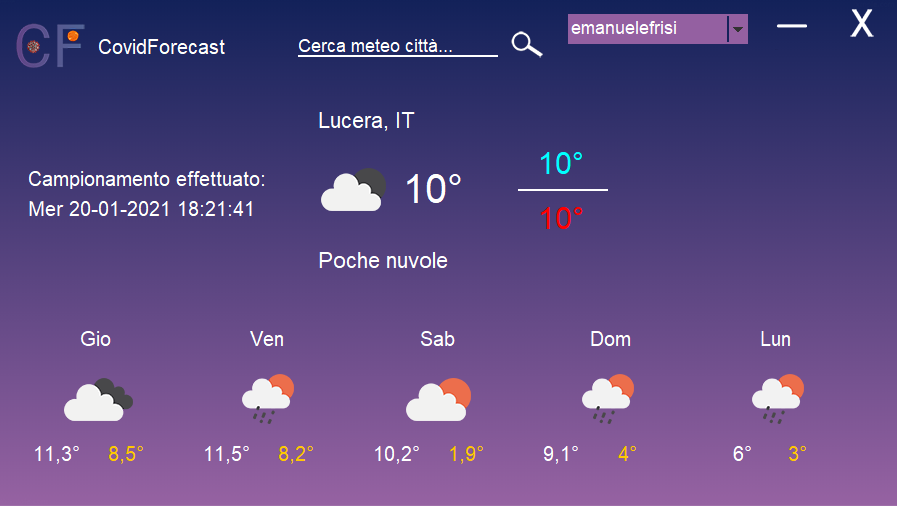 CF CovidForecast
Cerca meteo città...
emanuelefrisi
Lucera, IT
Campionamento effettuato:
Mer 20-01-2021 18:21:41
10°
10°
10°
Poche nuvole
Gio Ven Sab Dom Lun
11,3° 8,5° 11,5° 8,2° 10,2° 1,9° 9,1° 4° 6° 3°